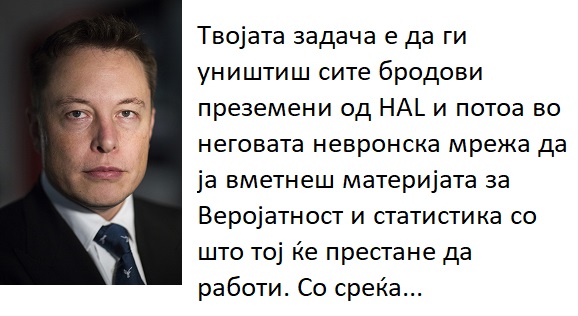 Твојата задача е да ги
уништиш сите бродови
преземени од HAL и потоа во
неговата невронска мрежа да
ја вметнеш материјата за
Веројатност и статистика со
што тој ќе престане да
работи. Со среќа...